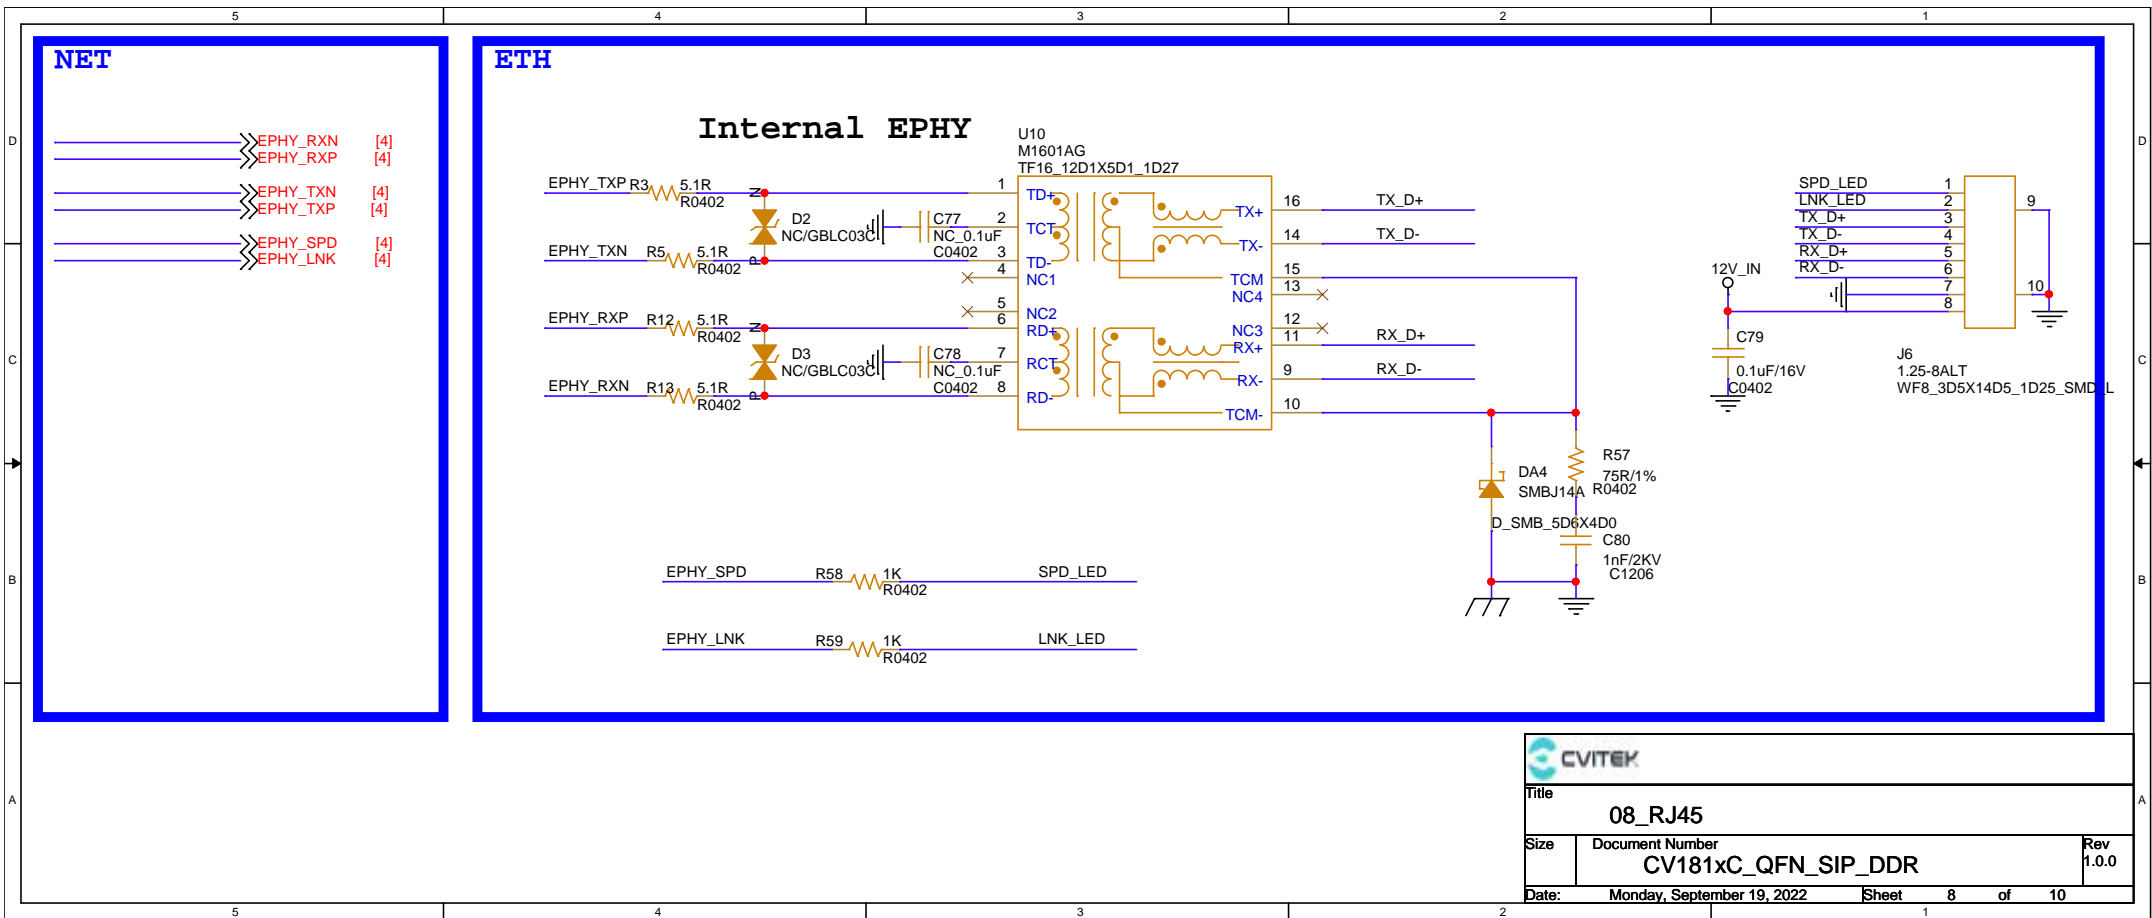 5 4 3 2 1
NET
EPHY_RXN [4]
EPHY_RXP [4]
EPHY_TXN [4]
EPHY_TXP [4]
EPHY_SPD [4]
EPHY_LNK [4]
ETH
Internal EPHY
U10
M1601AG
TF16_12D1X5D1_1D27
EPHY_TXP R3 5.1R
R0402
N
D2
NC/GBLC03C
P
C77
NC_0.1uF
C0402
EPHY_TXN R5 5.1R
R0402
EPHY_RXP R12 5.1R
R0402
N
D3
NC/GBLC03C
P
C78
NC_0.1uF
C0402
EPHY_RXN R13 5.1R
R0402
1 TD+
2 TCT
3 TD-
4 NC1
5 NC2
6 RD+
7 RCT
8 RD-
TX+ 16 TX_D+
TX- 14 TX_D-
TCM 15
NC4 13
NC3 12
RX+ 11 RX_D+
RX- 9 RX_D-
TCM- 10
DA4
SMBJ14A
D_SMB_5D6X4D0
R57
75R/1%
R0402
C80
1nF/2KV
C1206
EPHY_SPD R58 1K SPD_LED
R0402
EPHY_LNK R59 1K LNK_LED
R0402
SPD_LED 1
LNK_LED 2
TX_D+ 3
TX_D- 4
RX_D+ 5
RX_D- 6
7
8
9
10
12V_IN
C79
0.1uF/16V
C0402
J6
1.25-8ALT
WF8_3D5X14D5_1D25_SMD_L
D D
C C
B B
A A
CVITEK
Title
08_RJ45
Size Document Number Rev
CV181xC_QFN_SIP_DDR 1.0.0
Date: Monday, September 19, 2022 Sheet 8 of 10
5 4 3 2 1